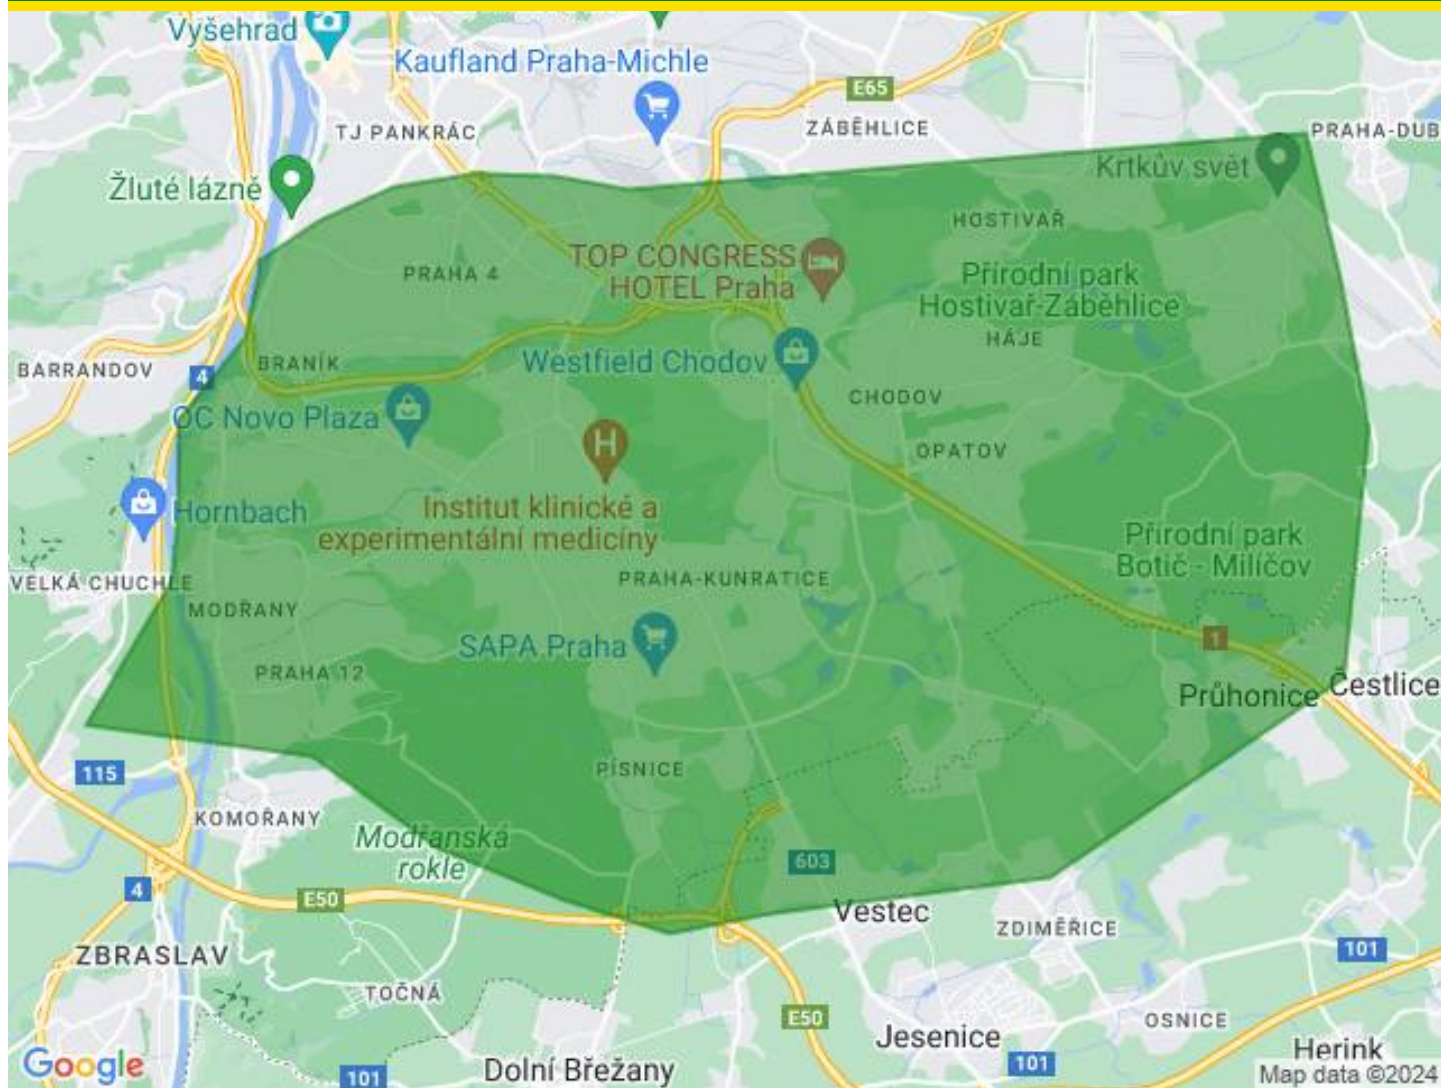 Vyšehrad
Kaufland Praha-Michle
E65
TJ PANKRÁC
ZÁBĚHLICE
PRAHA-DUB
Žluté lázně
Krtkův svět
HOSTIVAŘ
TOP CONGRESS
HOTEL Praha
PRAHA 4
Přírodní park
Hostivař-Záběhlice
HÁJE
BARRANDOV
4
BRANÍK
Westfield Chodov
CHODOV
OC Novo Plaza
OPATOV
Hornbach
Institut klinické a
experimentální medicíny
Přírodní park
Botič - Milíčov
VELKÁ CHUCHLE
PRAHA-KUNRATICE
MODŘANY
SAPA Praha
1
PRAHA 12
Průhonice
Čestlice
115
PÍSNICE
KOMOŘANY
Modřanská
rokle
603
4
E50
Vestec
ZDIMĚŘICE
ZBRASLAV
101
TOČNÁ
E50
OSNICE
Jesenice
Herink
Google
101
Dolní Břežany
101
Map data ©2024